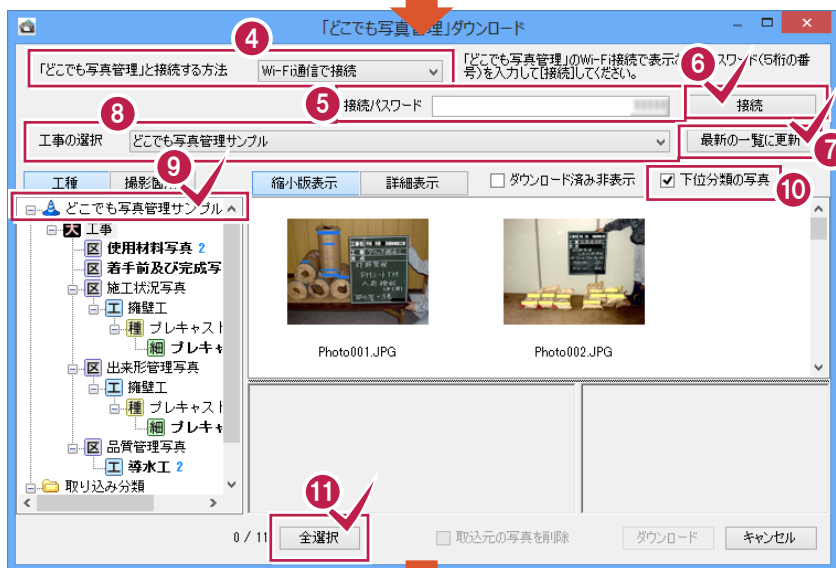 「どこでも写真管理」ダウンロード
4
「どこでも写真管理」と接続する方法
Wi-Fi通信で接続
「どこでも写真管理」のWi-Fi接続で表示
スワード(5桁の番
号)を入力して[接続]してください。
6
5
接続パスワード
接続
8
工事の選択
どこでも写真管理サンプル
最新の一覧に更新
7
9
工種
撮影箇
縮小版表示
詳細表示
ダウンロード済み非表示
下位分類の写真
10
どこでも写真管理サンプル
大 工事
区 使用材料写真 2
区 着手前及び完成写
区 施工状況写真
工 擁壁工
種 プレキャスト
細 プレキャ
区 出来形管理写真
工 擁壁工
種 プレキャスト
細 プレキャ
区 品質管理写真
工 導水工 2
取り込み分類
Photo001.JPG
Photo002.JPG
11
0 / 11
全選択
取込元の写真を削除
ダウンロード
キャンセル